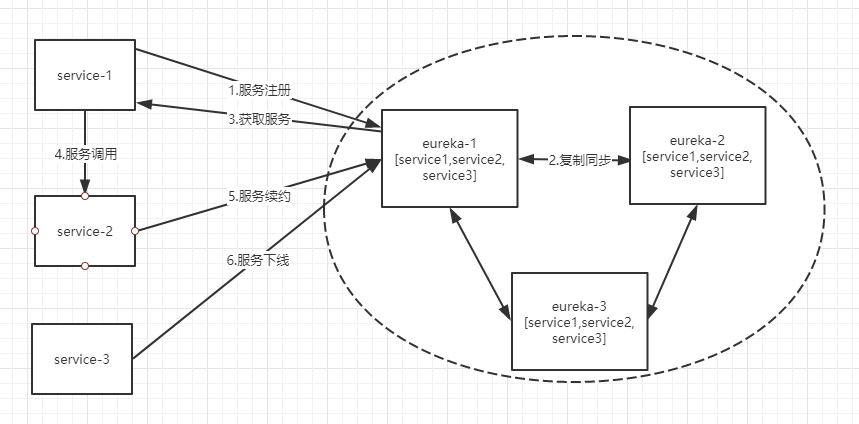 service-1
1.服务注册
3.获取服务
4.服务调用
service-2
5.服务续约
6.服务下线
service-3
eureka-1
[service1,service2,
service3]
2.复制同步
eureka-2
[service1,service2,
service3]
eureka-3
[service1,service2,
service3]